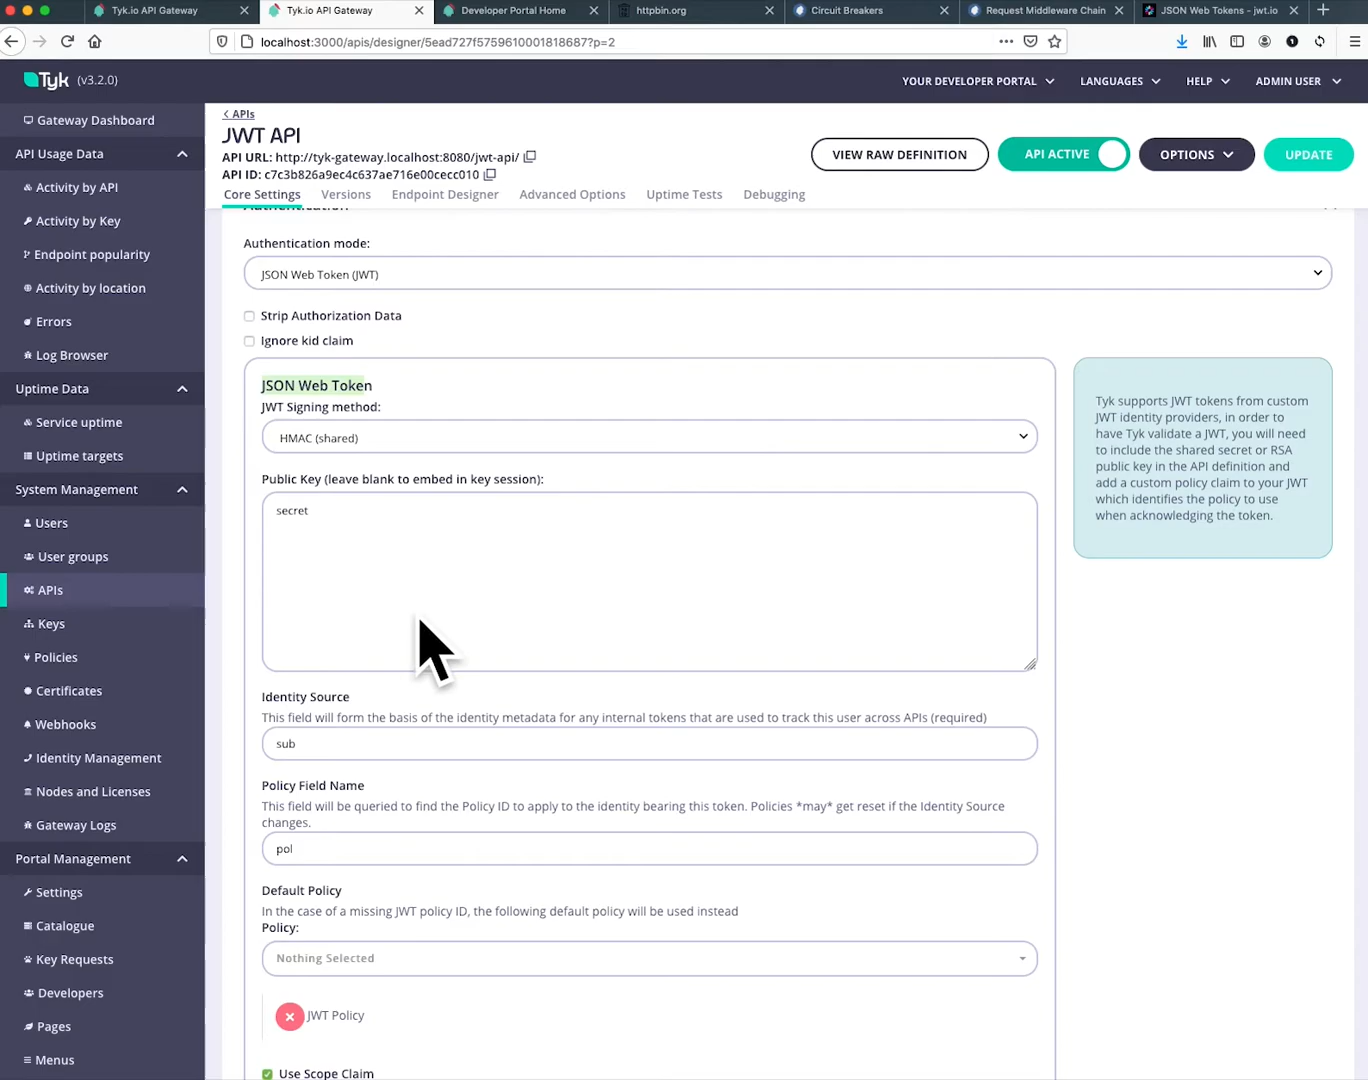 Tyk.io API Gateway
Tyk.io API Gateway
Developer Portal Home
httpbin.org
Circuit Breakers
Request Middleware Chain
JSON Web Tokens - jwt.io
localhost:3000/apis/designer/5ead727f5759610001818687?p=2
Tyk (v3.2.0)
YOUR DEVELOPER PORTAL
LANGUAGES
HELP
ADMIN USER
Gateway Dashboard
API Usage Data
Activity by API
Activity by Key
Endpoint popularity
Activity by location
Errors
Log Browser
Uptime Data
Service uptime
Uptime targets
System Management
Users
User groups
APIs
Keys
Policies
Certificates
Webhooks
Identity Management
Nodes and Licenses
Gateway Logs
Portal Management
Settings
Catalogue
Key Requests
Developers
Pages
Menus
< APIs
JWT API
API URL: http://tyk-gateway.localhost:8080/jwt-api/
API ID: c7c3b826a9ec4c637ae716e00cecc010
VIEW RAW DEFINITION
API ACTIVE
OPTIONS
UPDATE
Core Settings
Versions
Endpoint Designer
Advanced Options
Uptime Tests
Debugging
Authentication
Authentication mode:
JSON Web Token (JWT)
Strip Authorization Data
Ignore kid claim
JSON Web Token
JWT Signing method:
HMAC (shared)
Public Key (leave blank to embed in key session):
secret
Identity Source
This field will form the basis of the identity metadata for any internal tokens that are used to track this user across APIs (required)
sub
Policy Field Name
This field will be queried to find the Policy ID to apply to the identity bearing this token. Policies *may* get reset if the Identity Source
changes.
pol
Default Policy
In the case of a missing JWT policy ID, the following default policy will be used instead
Policy:
Nothing Selected
JWT Policy
Use Scope Claim
Tyk supports JWT tokens from custom
JWT identity providers, in order to
have Tyk validate a JWT, you will need
to include the shared secret or RSA
public key in the API definition and
add a custom policy claim to your JWT
which identifies the policy to use
when acknowledging the token.